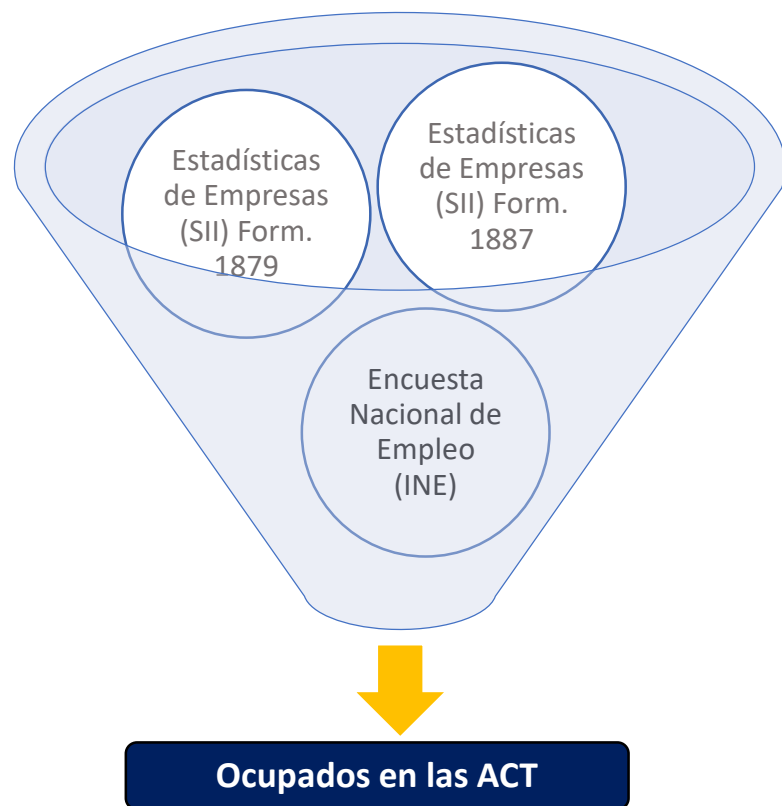 Estadísticas
de Empresas
(SII) Form.
1879
Estadísticas
de Empresas
(SII) Form.
1887
Encuesta
Nacional de
Empleo
(INE)
Ocupados en las ACT